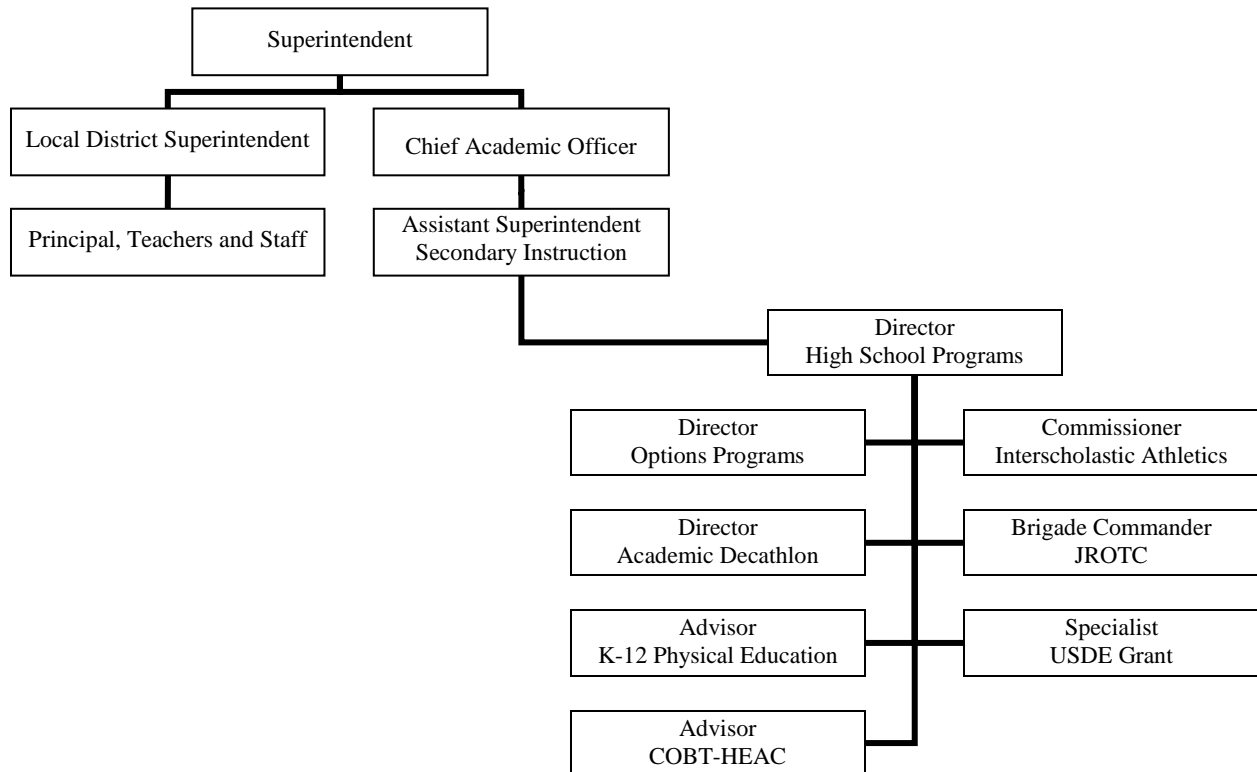 Superintendent
Local District Superintendent
Chief Academic Officer
Principal, Teachers and Staff
Assistant Superintendent
Secondary Instruction
Director
High School Programs
Director
Options Programs
Commissioner
Interscholastic Athletics
Director
Academic Decathlon
Brigade Commander
JROTC
Advisor
K-12 Physical Education
Specialist
USDE Grant
Advisor
COBT-HEAC